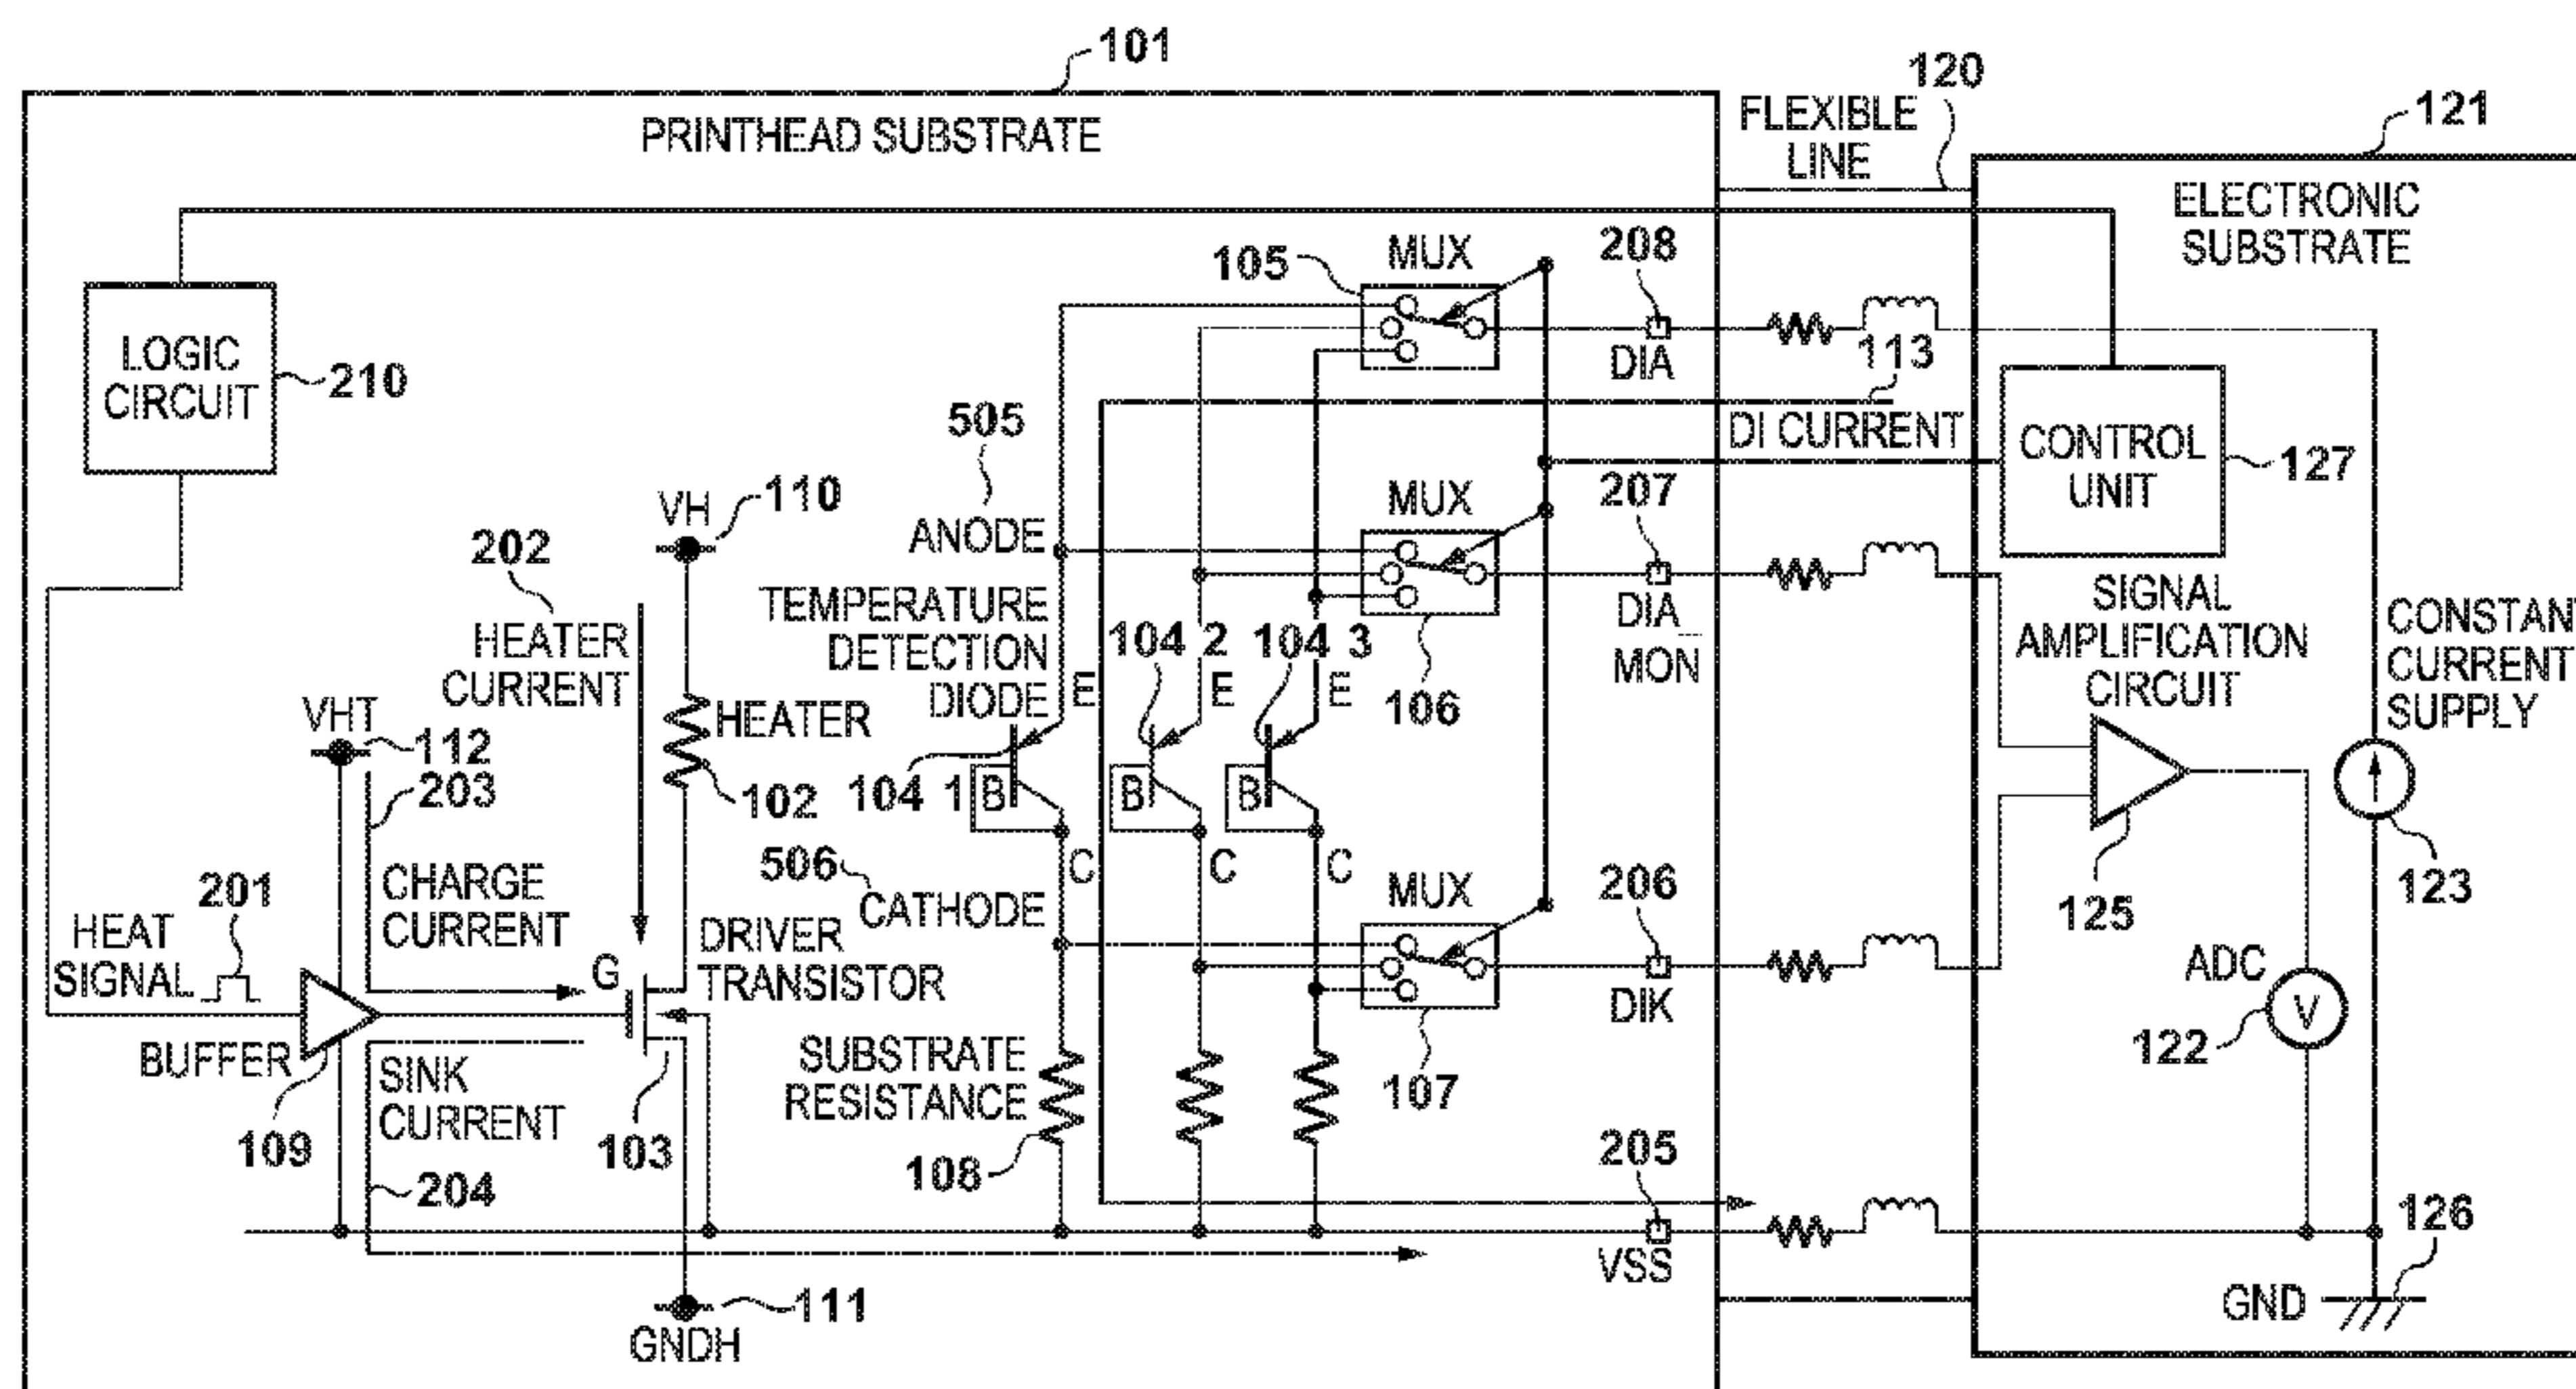 101
PRINTHEAD SUBSTRATE
FLEXIBLE
LINE
120
121
ELECTRONIC
SUBSTRATE
LOGIC
CIRCUIT
210
105
MUX
208
DIA
113
DI CURRENT
CONTROL
UNIT
127
505
ANODE
VH
110
MUX
106
207
DIA_
MON
202
HEATER
CURRENT
TEMPERATURE
DETECTION
DIODE
E
104 1
B
C
104 2
E
B
C
104 3
E
B
C
SIGNAL
AMPLIFICATION
CIRCUIT
125
CONSTANT
CURRENT
SUPPLY
123
VHT
112
203
HEATER
102
506
CATHODE
CHARGE
CURRENT
201
HEAT
SIGNAL
G
DRIVER
TRANSISTOR
MUX
107
206
DIK
ADC
V
122
BUFFER
109
SINK
CURRENT
204
103
SUBSTRATE
RESISTANCE
108
205
VSS
111
GNDH
126
GND